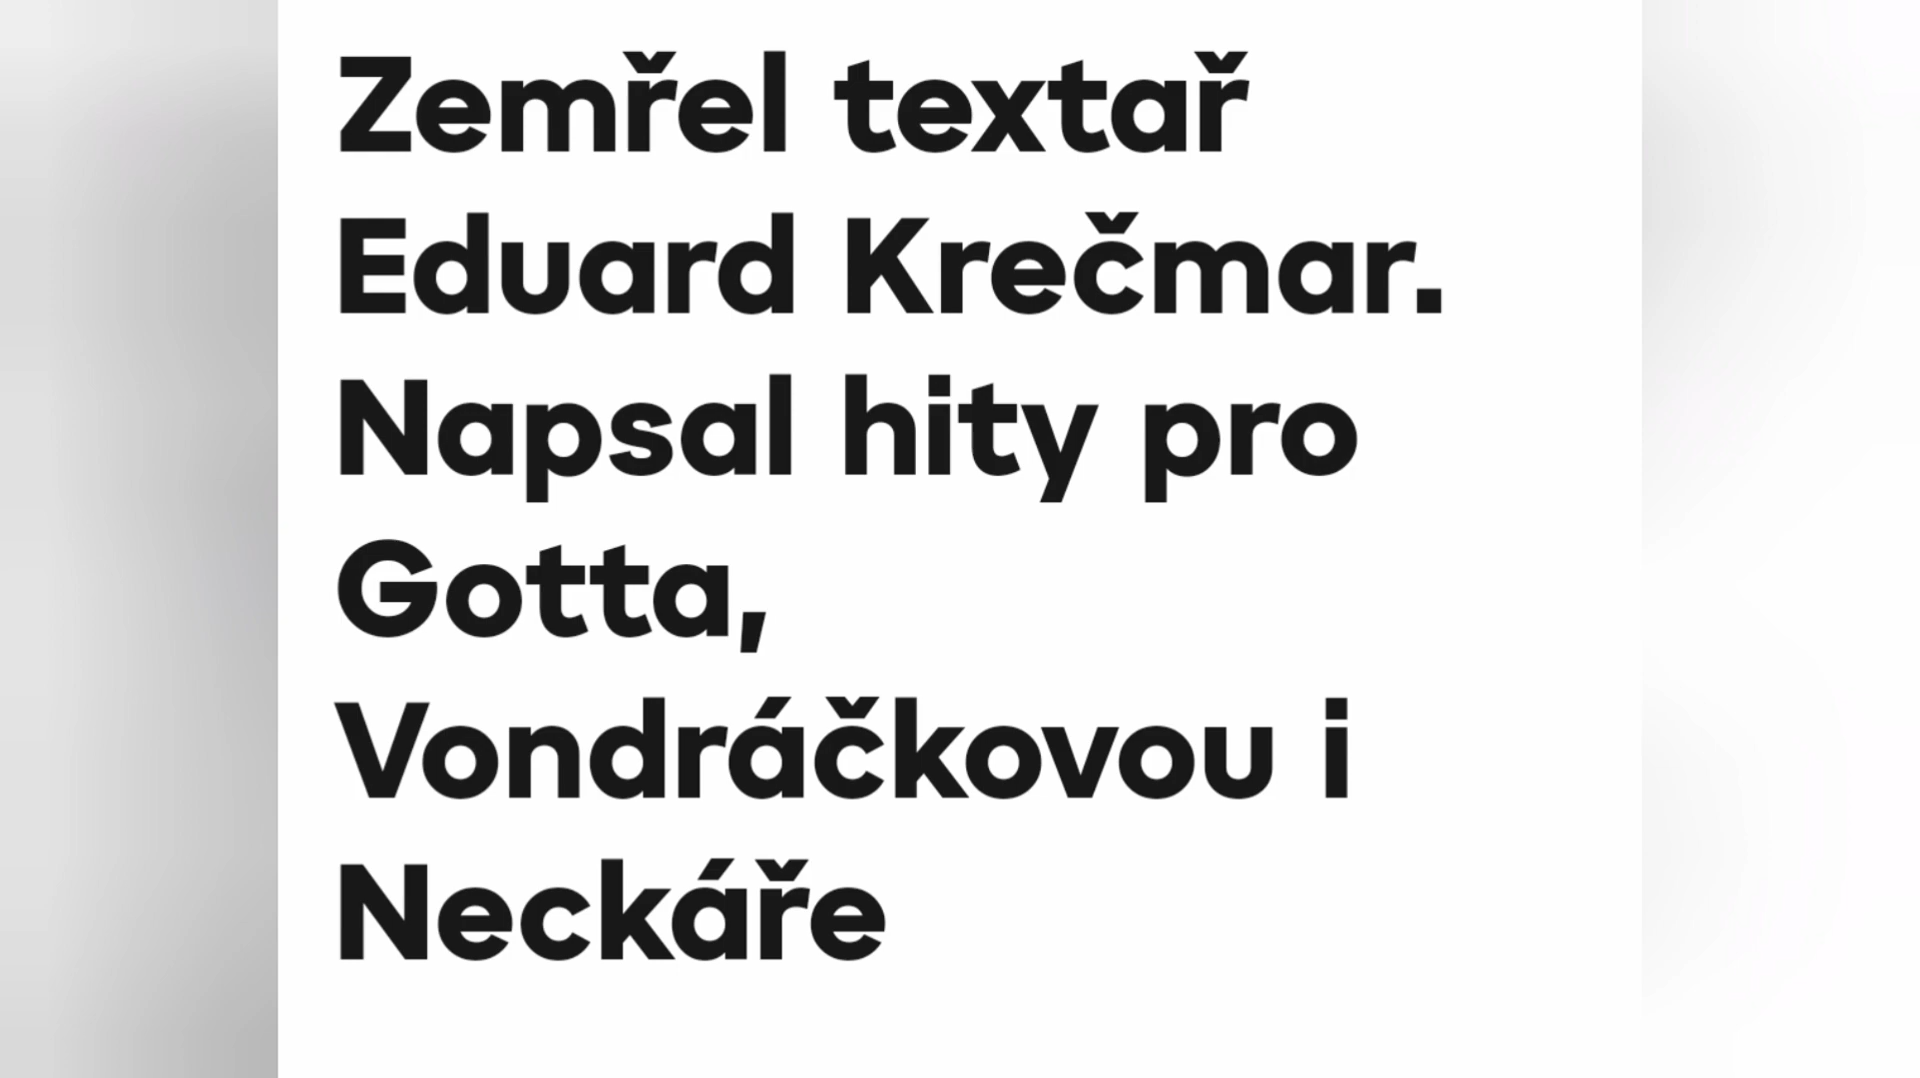 Zemřel textař
Eduard Krečmar.
Napsal hity pro
Gotta,
Vondráčkovou i
Neckáře